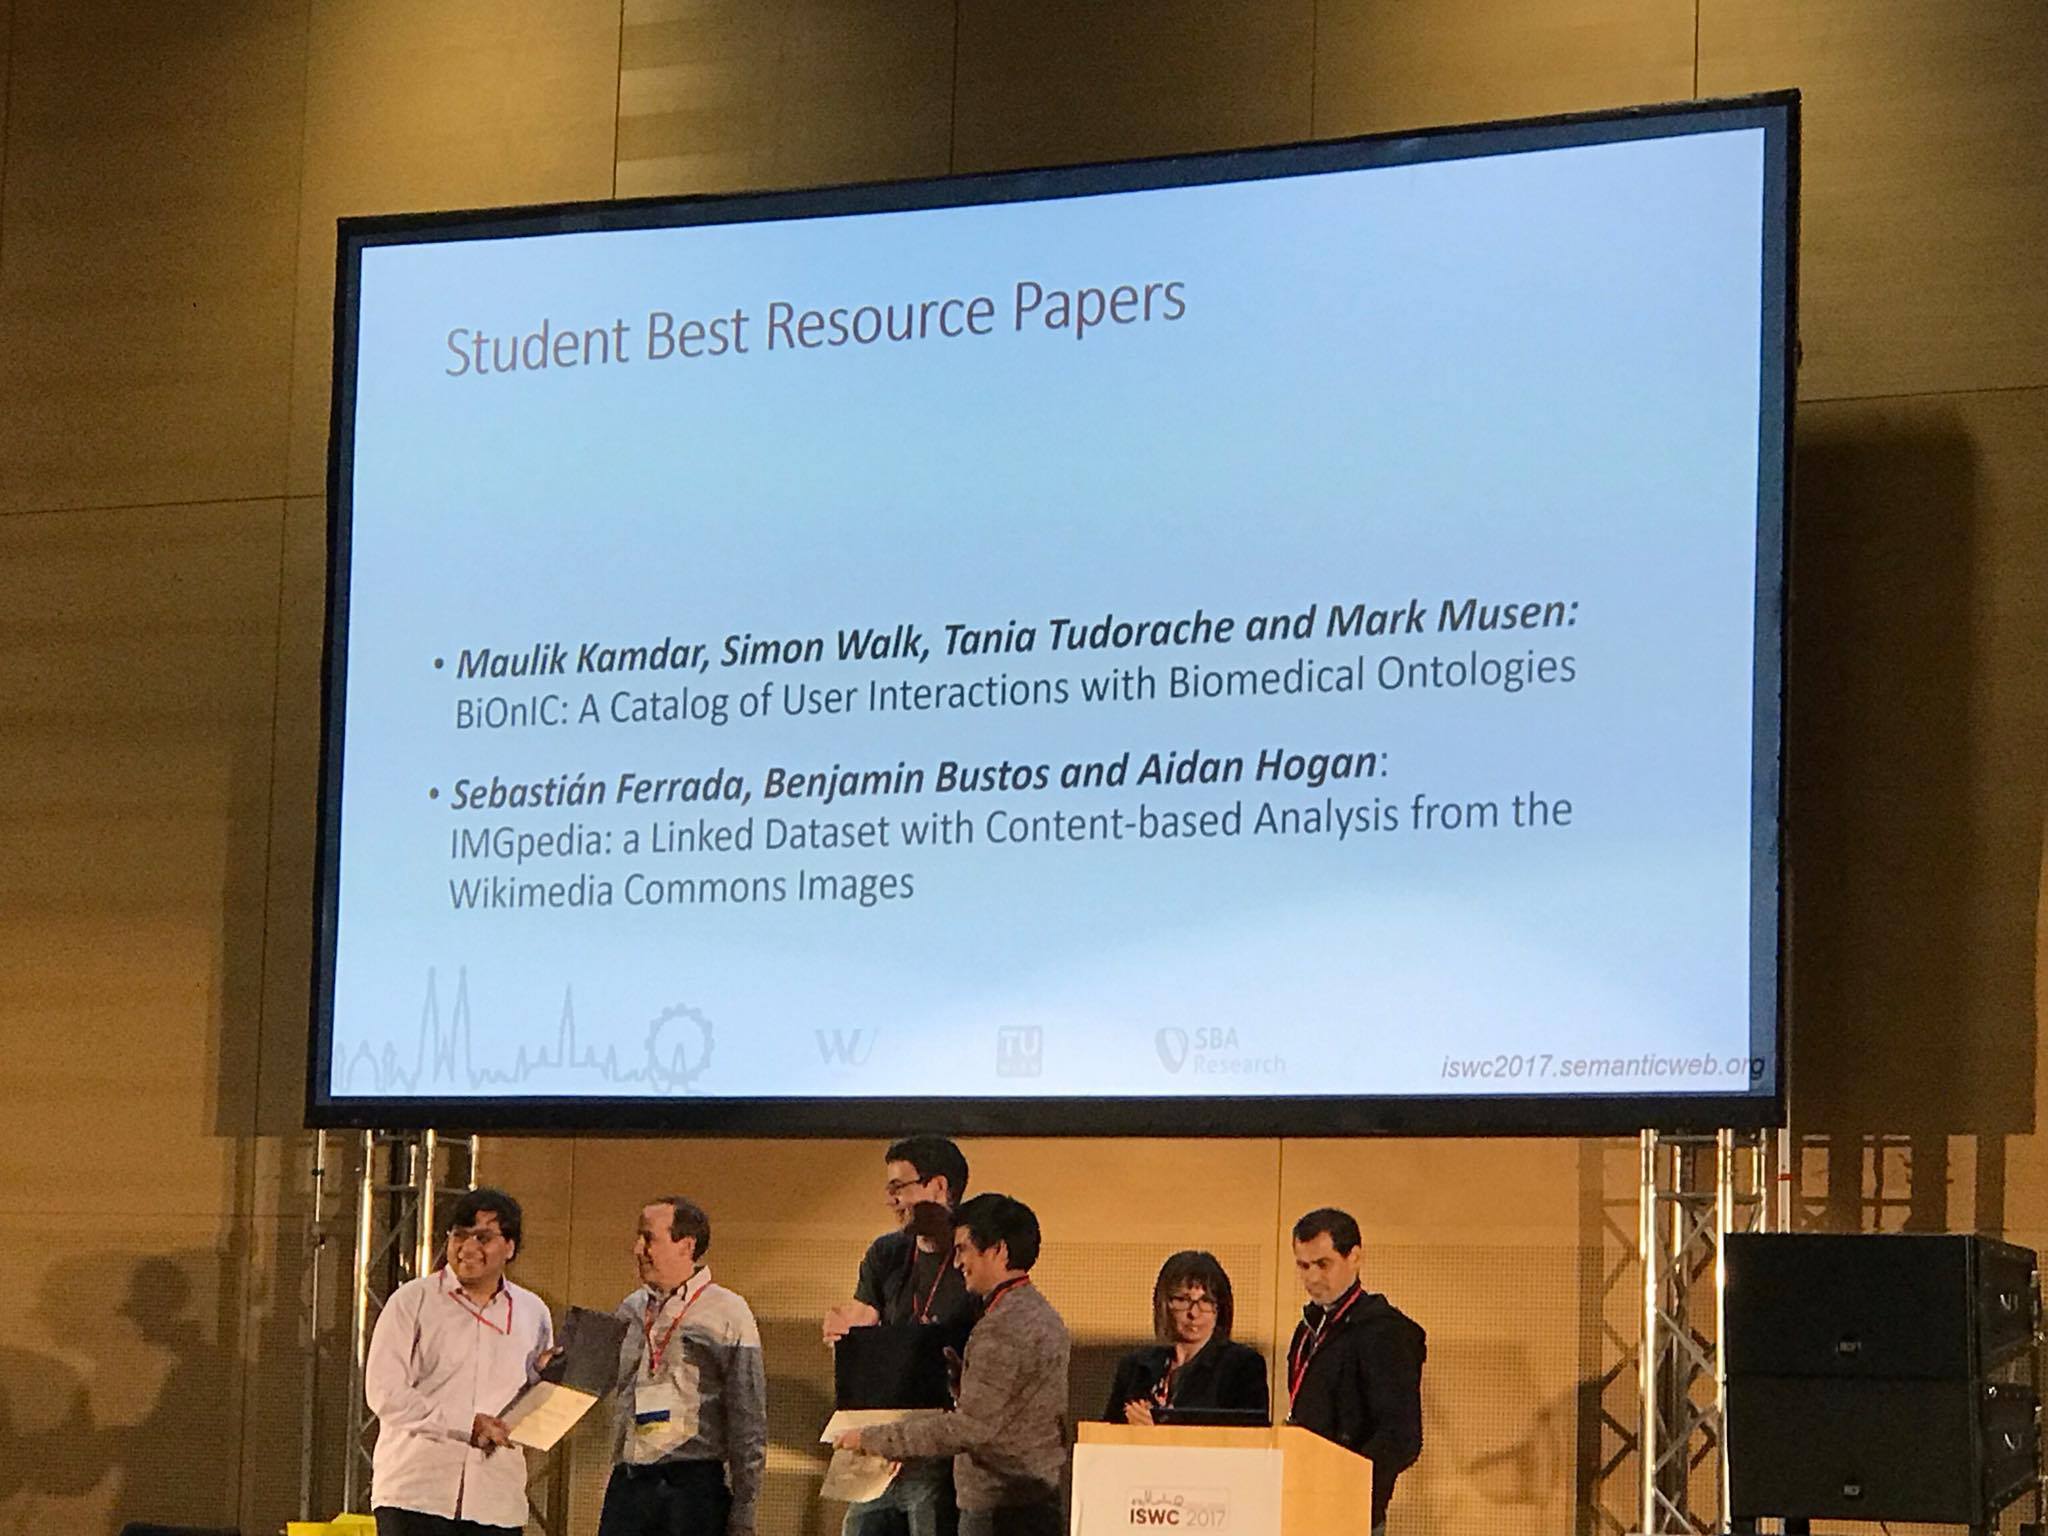 Student Best Resource Papers
• Maulik Kamdar, Simon Walk, Tania Tudorache and Mark Musen:
BiOnIC: A Catalog of User Interactions with Biomedical Ontologies
• Sebastián Ferrada, Benjamin Bustos and Aidan Hogan:
IMGpedia: a Linked Dataset with Content-based Analysis from the
Wikimedia Commons Images
WU
TU
SBA
Research
iswc2017.semanticweb.org
ISWC 2017